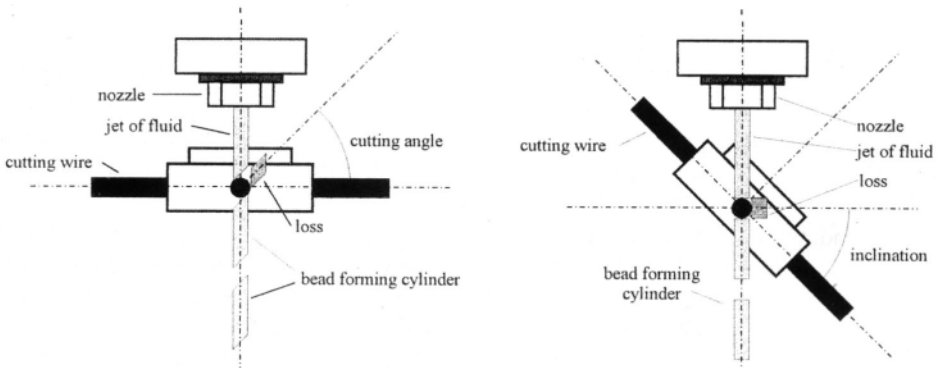 nozzle
jet of fluid
cutting wire
cutting angle
loss
bead forming cylinder
nozzle
cutting wire
jet of fluid
loss
inclination
bead forming
cylinder